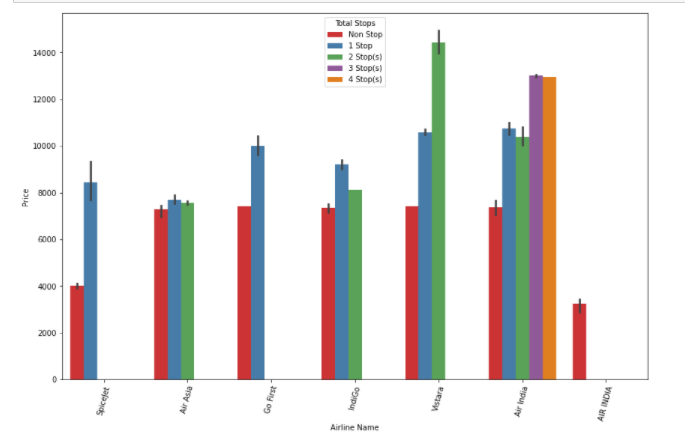 Total Stops
Non Stop
1 Stop
2 Stop(s)
3 Stop(s)
4 Stop(s)
14000
12000
10000
8000
6000
4000
2000
0
Price
SpiceJet
Air Asia
Go First
IndiGo
Vistara
Air India
AIR INDIA
Airline Name